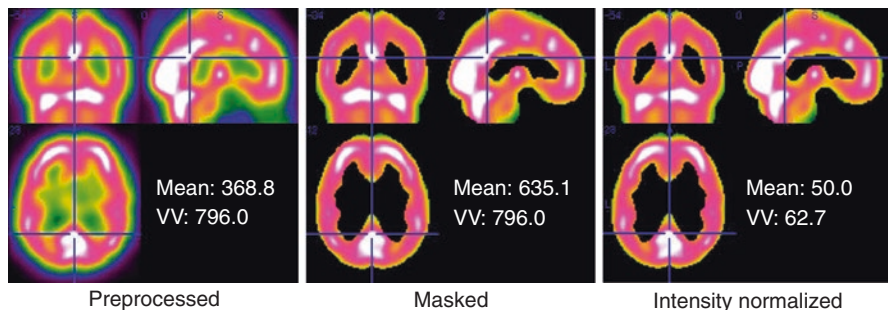 Mean: 368.8
VV: 796.0
Mean: 635.1
VV: 796.0
Mean: 50.0
VV: 62.7
Preprocessed
Masked
Intensity normalized